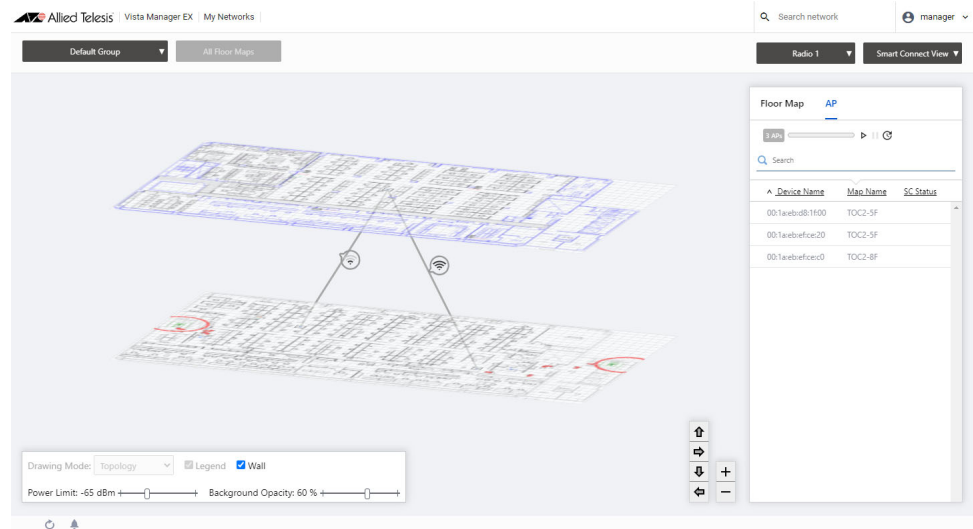 Allied Telesis Vista Manager EX My Networks Search network manager
Default Group All Floor Maps Radio 1 Smart Connect View
Floor Map AP
3 APs
Search
Device Name Map Name SC Status
00:1a:eb:d8:1f:00 TOC2-5F
00:1a:eb:ef:ce:20 TOC2-5F
00:1a:eb:ef:ce:c0 TOC2-8F
Drawing Mode: Topology Legend Wall
Power Limit: -65 dBm Background Opacity: 60 %